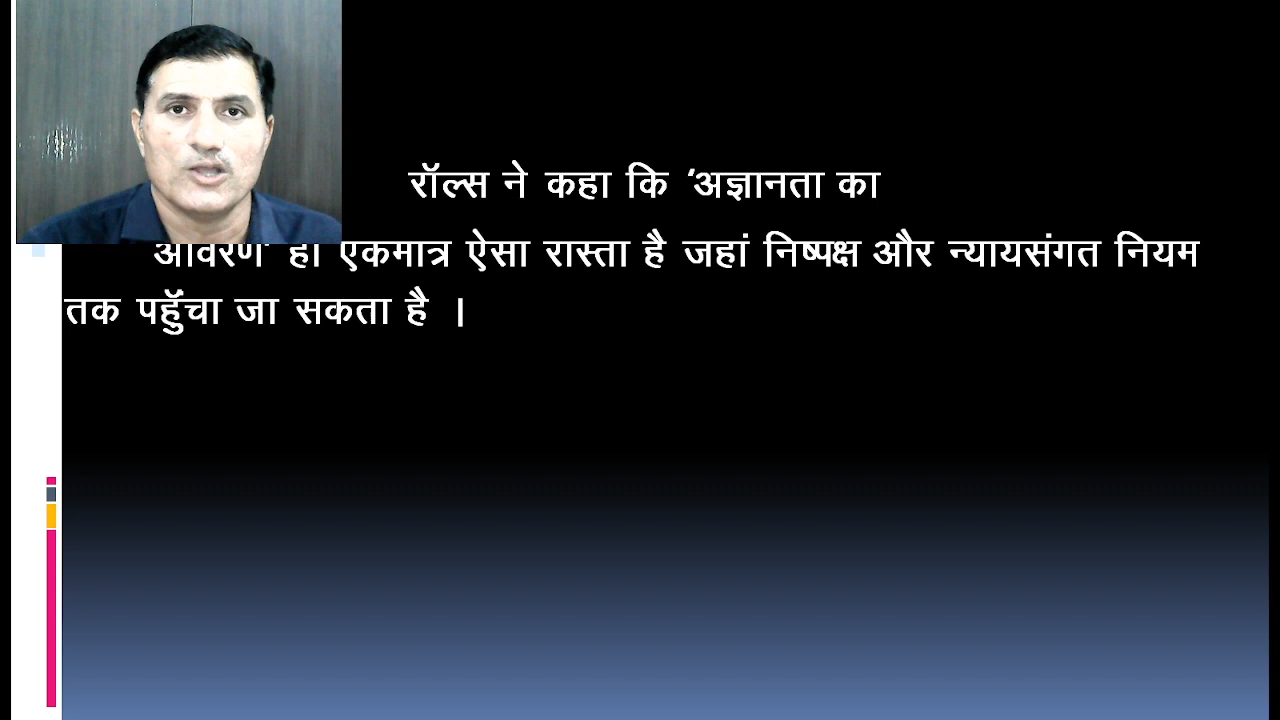 रॉल्स ने कहा कि ‘अज्ञानता का
आवरण’ ही एकमात्र ऐसा रास्ता है जहां निष्पक्ष और न्यायसंगत नियम
तक पहुँचा जा सकता है ।